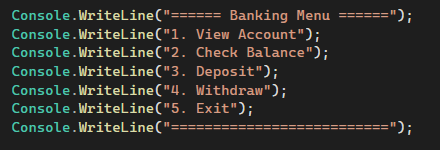 Console.WriteLine("====== Banking Menu ======");
Console.WriteLine("1. View Account");
Console.WriteLine("2. Check Balance");
Console.WriteLine("3. Deposit");
Console.WriteLine("4. Withdraw");
Console.WriteLine("5. Exit");
Console.WriteLine("==========================");